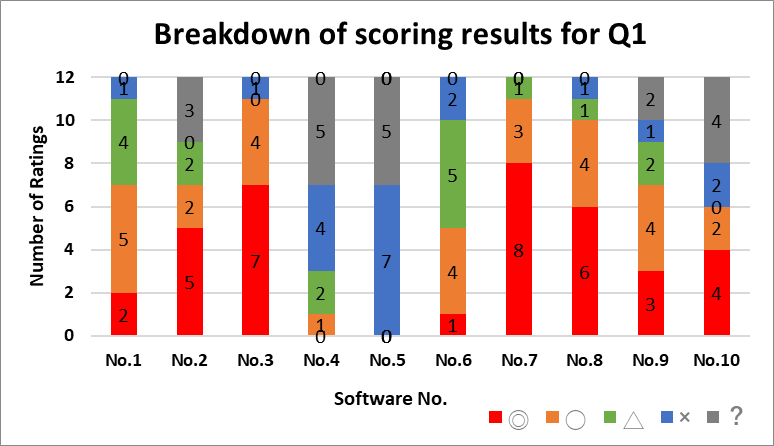 Breakdown of scoring results for Q1
Number of Ratings
12
10
8
6
4
2
0
0 0 0 0 0 0 0 0
1 3 1 5 5 2 1 1 2 4
0 0 1 1
4 2 4 4 7 5 3 4 2 2
5 2 2 4 4 0
2 5 7 1 0 1 8 6 3 2
0 4
No.1 No.2 No.3 No.4 No.5 No.6 No.7 No.8 No.9 No.10
Software No.
◎ ○ △ × ?